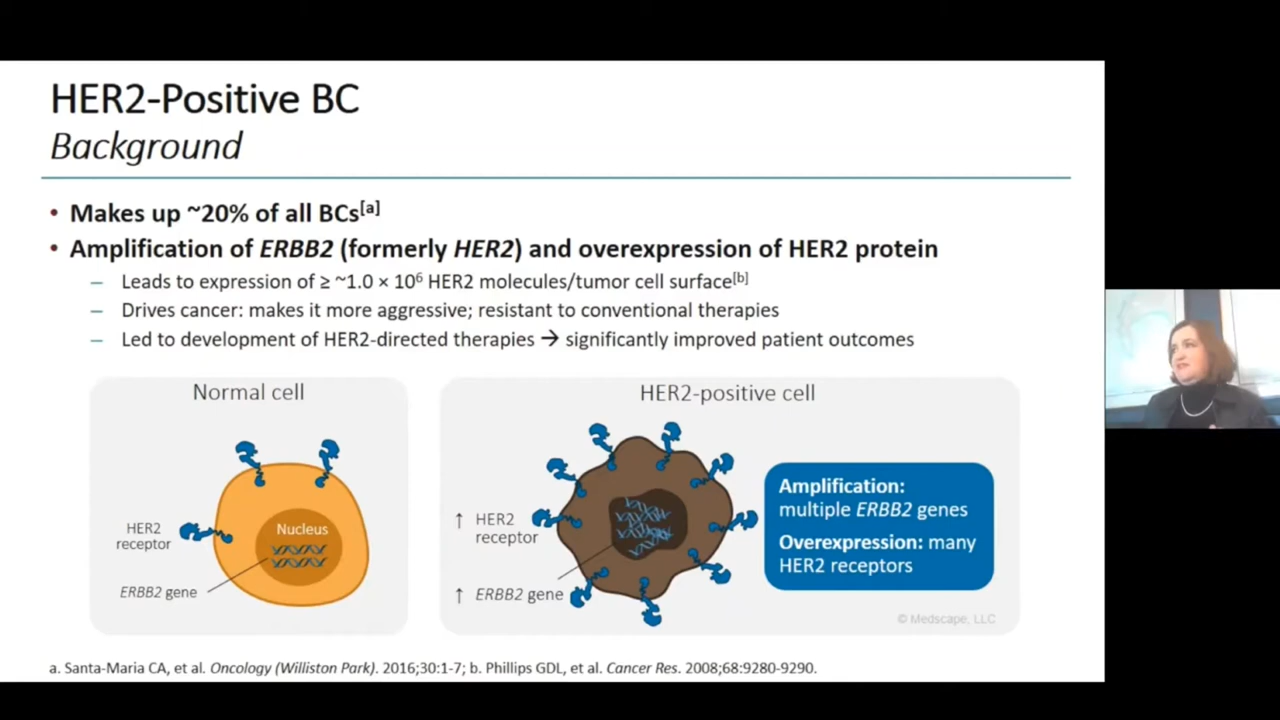 HER2-Positive BC
Background
• Makes up ~20% of all BCs[a]
• Amplification of ERBB2 (formerly HER2) and overexpression of HER2 protein
– Leads to expression of ≥ ~1.0 × 10⁶ HER2 molecules/tumor cell surface[b]
– Drives cancer: makes it more aggressive; resistant to conventional therapies
– Led to development of HER2-directed therapies → significantly improved patient outcomes
Normal cell
HER2
receptor
Nucleus
ERBB2 gene
HER2-positive cell
↑ HER2
receptor
↑ ERBB2 gene
Amplification:
multiple ERBB2 genes
Overexpression: many
HER2 receptors
© Medscape, LLC
a. Santa-Maria CA, et al. Oncology (Williston Park). 2016;30:1-7; b. Phillips GDL, et al. Cancer Res. 2008;68:9280-9290.